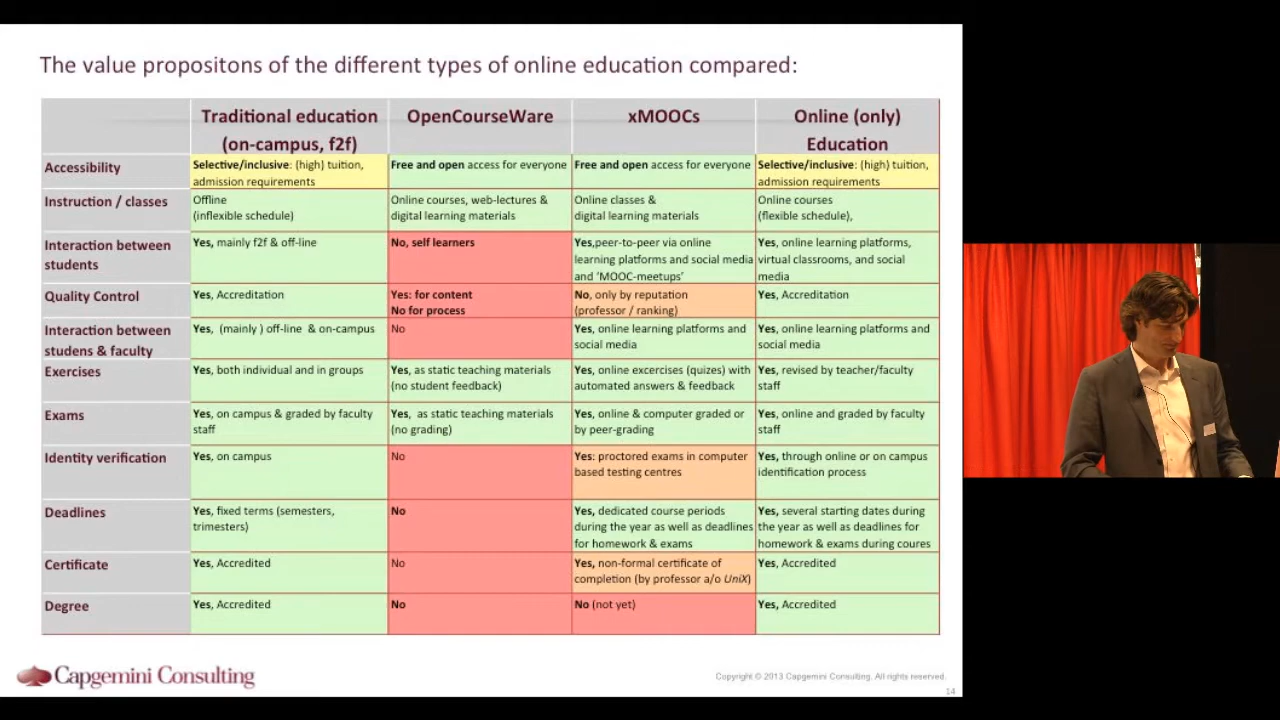 The value propositons of the different types of online education compared:
Traditional education
(on-campus, f2f)
OpenCourseWare
xMOOCs
Online (only)
Education
Accessibility
Selective/inclusive: (high) tuition,
admission requirements
Free and open access for everyone
Free and open access for everyone
Selective/inclusive: (high) tuition,
admission requirements
Instruction / classes
Offline
(inflexible schedule)
Online courses, web-lectures &
digital learning materials
Online classes &
digital learning materials
Online courses
(flexible schedule),
Interaction between
students
Yes, mainly f2f & off-line
No, self learners
Yes,peer-to-peer via online
learning platforms and social media
and ‘MOOC-meetups’
Yes, online learning platforms,
virtual classrooms, and social
media
Quality Control
Yes, Accreditation
Yes: for content
No for process
No, only by reputation
(professor / ranking)
Yes, Accreditation
Interaction between
studens & faculty
Yes, (mainly ) off-line & on-campus
No
Yes, online learning platforms and
social media
Yes, online learning platforms and
social media
Exercises
Yes, both individual and in groups
Yes, as static teaching materials
(no student feedback)
Yes, online excercises (quizes) with
automated answers & feedback
Yes, revised by teacher/faculty
staff
Exams
Yes, on campus & graded by faculty
staff
Yes, as static teaching materials
(no grading)
Yes, online & computer graded or
by peer-grading
Yes, online and graded by faculty
staff
Identity verification
Yes, on campus
No
Yes: proctored exams in computer
based testing centres
Yes, through online or on campus
identification process
Deadlines
Yes, fixed terms (semesters,
trimesters)
No
Yes, dedicated course periods
during the year as well as deadlines
for homework & exams
Yes, several starting dates during
the year as well as deadlines for
homework & exams during coures
Certificate
Yes, Accredited
No
Yes, non-formal certificate of
completion (by professor a/o UniX)
Yes, Accredited
Degree
Yes, Accredited
No
No (not yet)
Yes, Accredited
Capgemini Consulting
Copyright © 2013 Capgemini Consulting. All rights reserved.
14